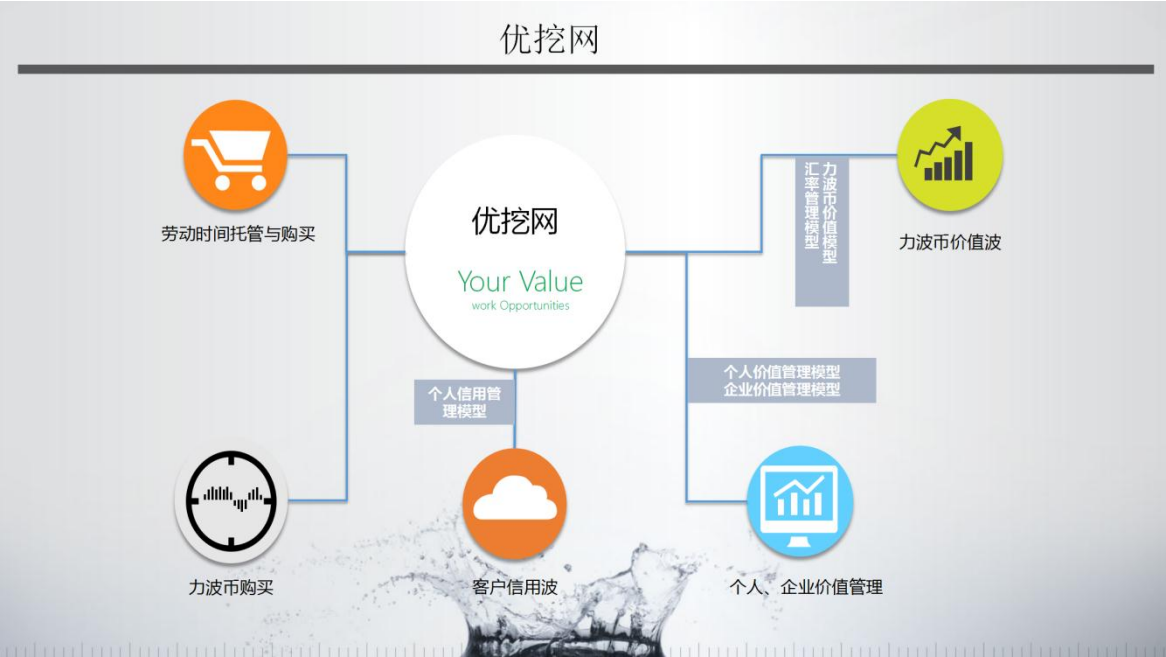 优挖网
劳动时间托管与购买
优挖网
Your Value
work Opportunities
力波币价值模型
汇率管理模型
力波币价值波
个人价值管理模型
企业价值管理模型
个人信用管
理模型
力波币购买
客户信用波
个人、企业价值管理